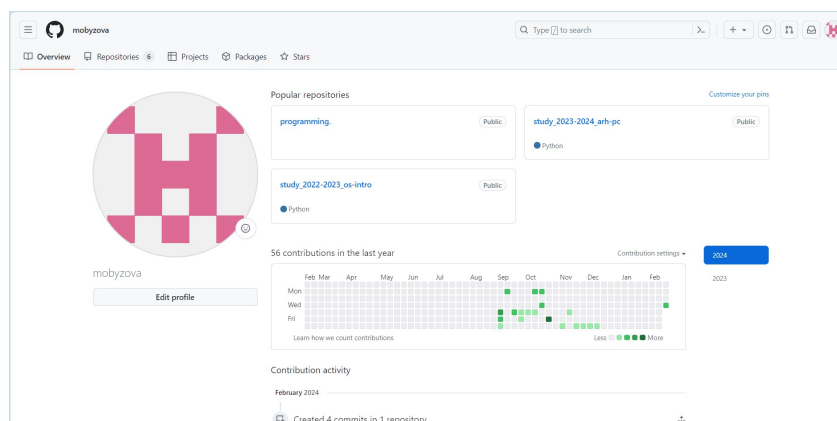 mobyzova
Type / to search
Overview Repositories 6 Projects Packages Stars
Popular repositories
Customize your pins
programming.
Public
study_2023-2024_arh-pc
Public
Python
study_2022-2023_os-intro
Public
Python
mobyzova
Edit profile
56 contributions in the last year
Contribution settings
2024
2023
Feb Mar Apr May Jun Jul Aug Sep Oct Nov Dec Jan Feb
Mon
Wed
Fri
Learn how we count contributions
Less More
Contribution activity
February 2024
Created 4 commits in 1 repository